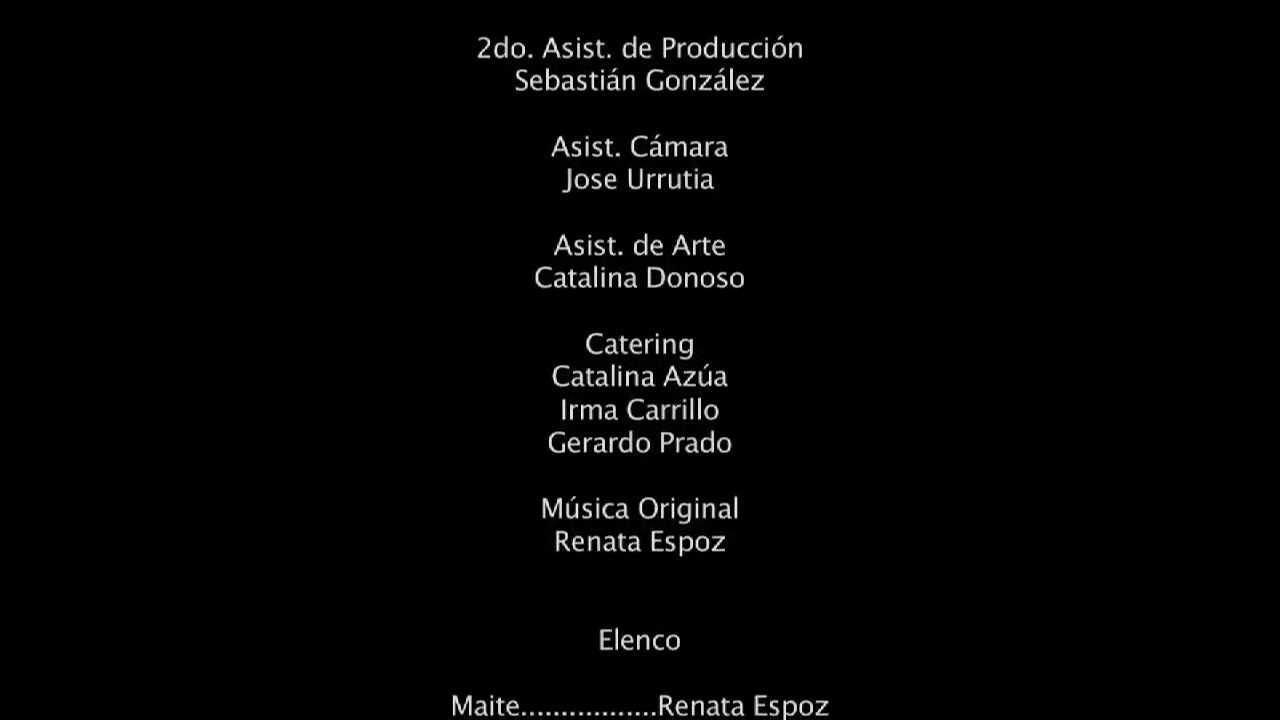 2do. Asist. de Producción
Sebastián González
Asist. Cámara
Jose Urrutia
Asist. de Arte
Catalina Donoso
Catering
Catalina Azúa
Irma Carrillo
Gerardo Prado
Música Original
Renata Espoz
Elenco
Maite.................Renata Espoz